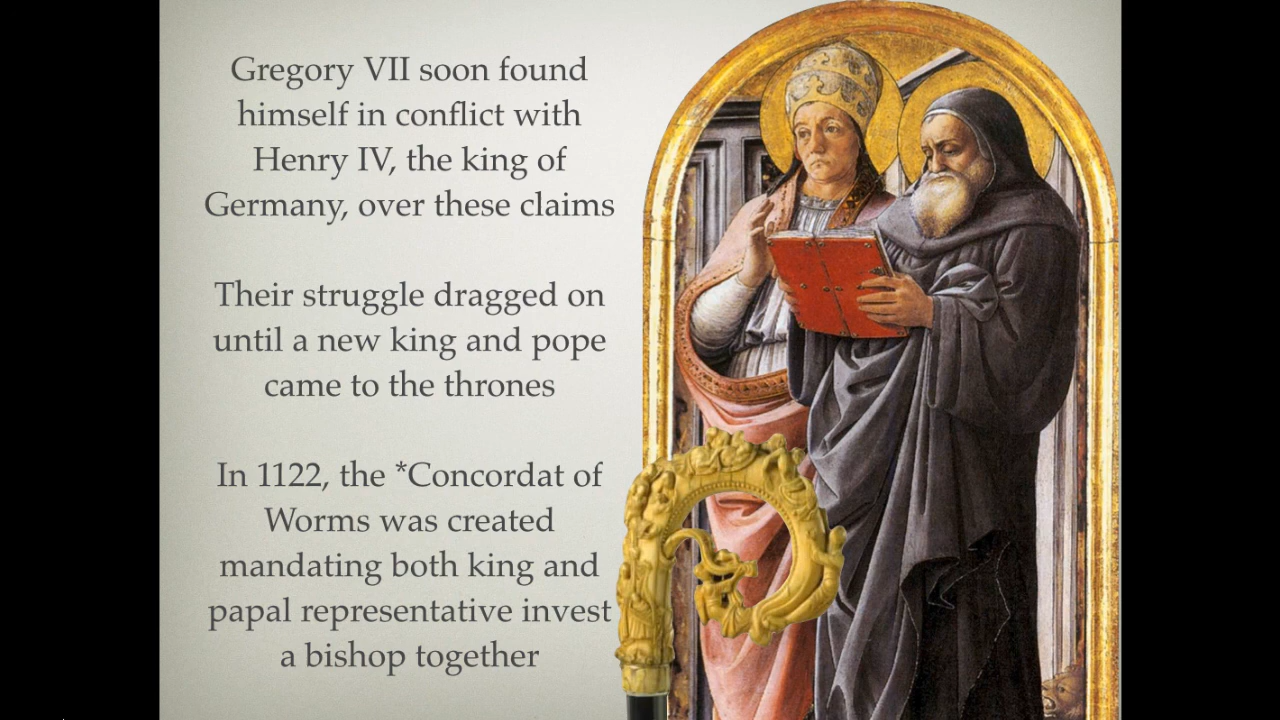 Gregory VII soon found
himself in conflict with
Henry IV, the king of
Germany, over these claims
Their struggle dragged on
until a new king and pope
came to the thrones
In 1122, the *Concordat of
Worms was created
mandating both king and
papal representative invest
a bishop together